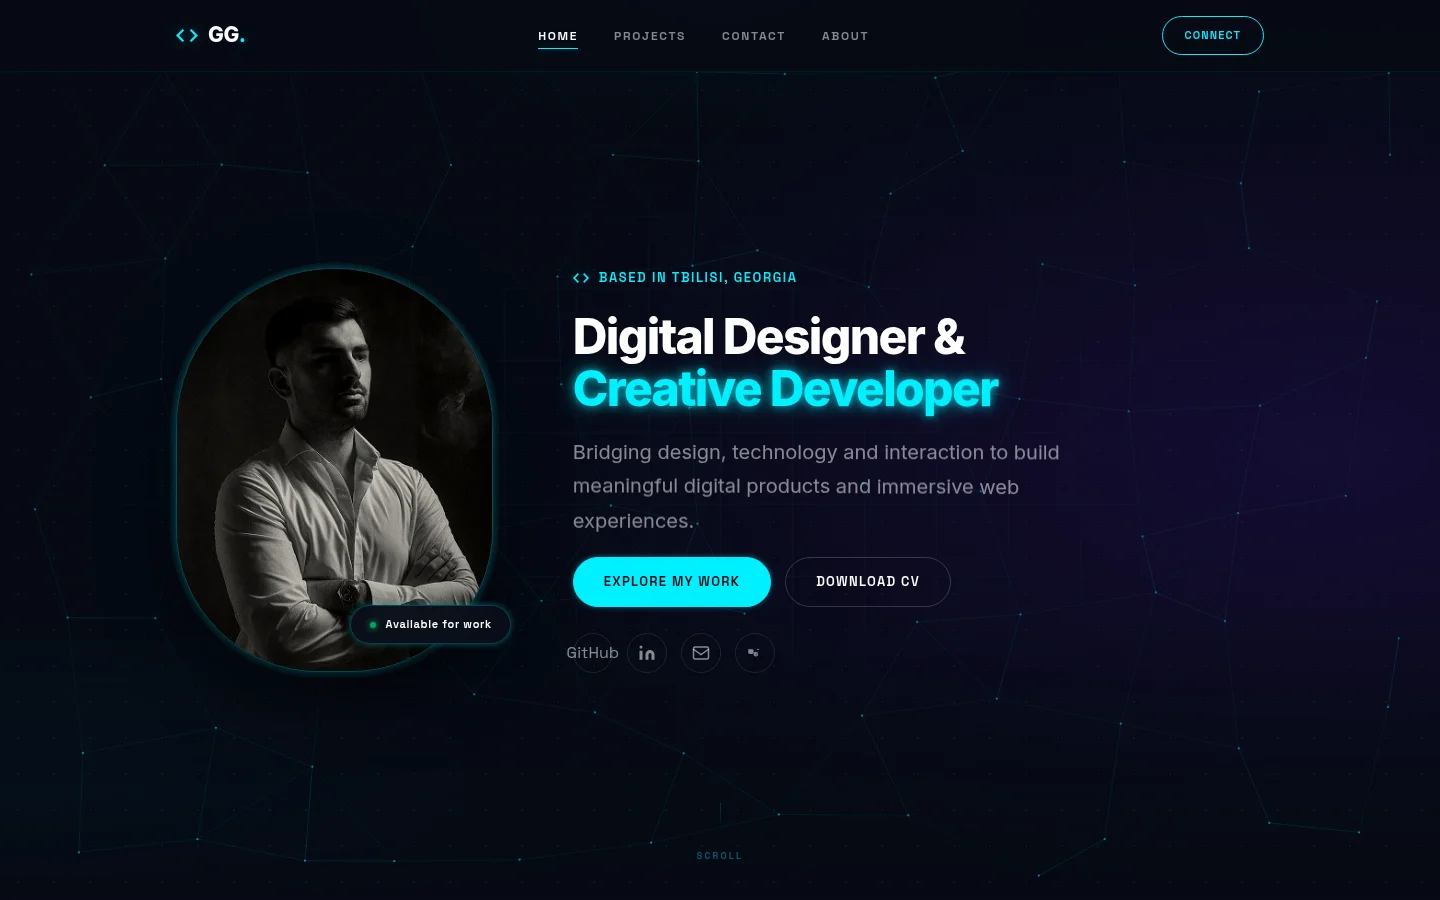 GG.
HOME
PROJECTS
CONTACT
ABOUT
CONNECT
BASED IN TBILISI, GEORGIA
Digital Designer &
Creative Developer
Bridging design, technology and interaction to build
meaningful digital products and immersive web
experiences.
EXPLORE MY WORK
DOWNLOAD CV
Available for work
GitHub
in
SCROLL